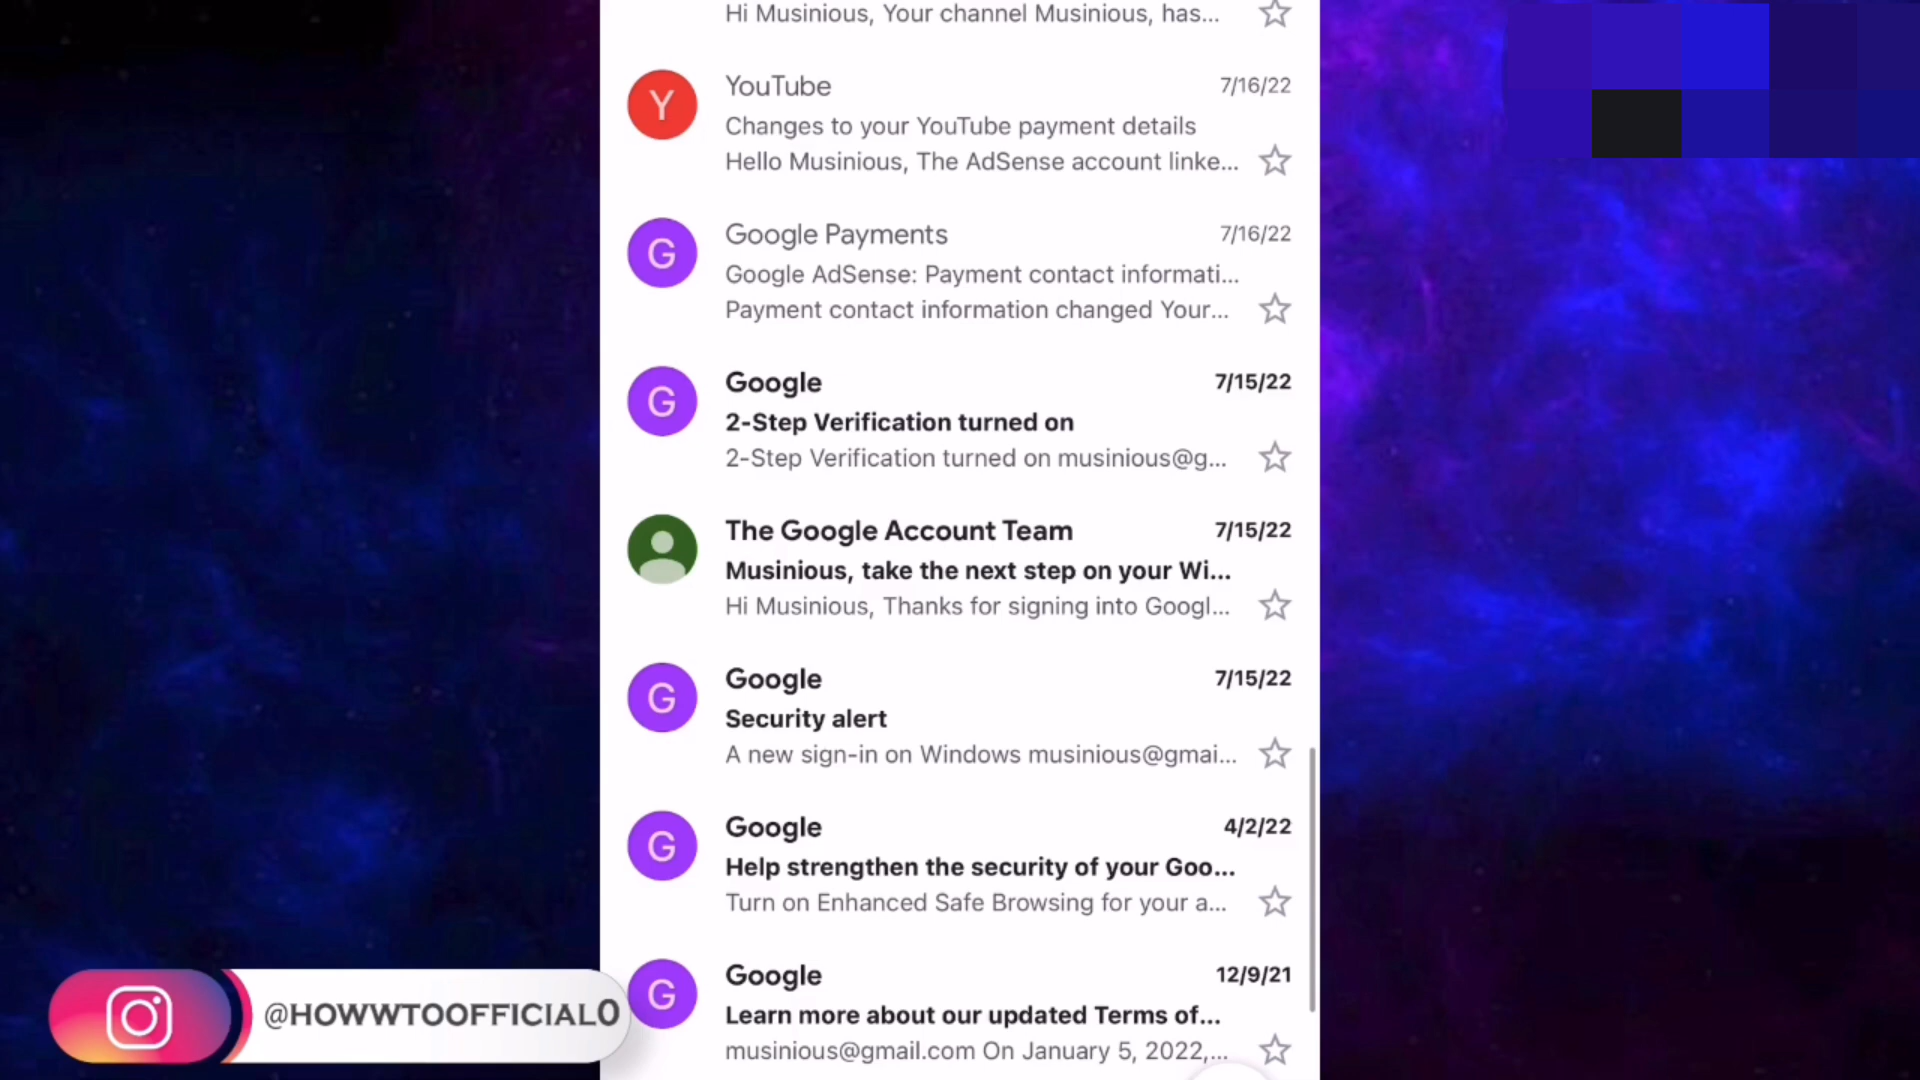 Hi Musinious, Your channel Musinious, has...
YouTube 7/16/22
Changes to your YouTube payment details
Hello Musinious, The AdSense account linke...
Google Payments 7/16/22
Google AdSense: Payment contact informati...
Payment contact information changed Your...
Google 7/15/22
2-Step Verification turned on
2-Step Verification turned on musinious@g...
The Google Account Team 7/15/22
Musinious, take the next step on your Wi...
Hi Musinious, Thanks for signing into Googl...
Google 7/15/22
Security alert
A new sign-in on Windows musinious@gmai...
Google 4/2/22
Help strengthen the security of your Goo...
Turn on Enhanced Safe Browsing for your a...
Google 12/9/21
Learn more about our updated Terms of...
musinious@gmail.com On January 5, 2022,...
@HOWWTOOFFICIAL0
Y
G
G
G
G
G